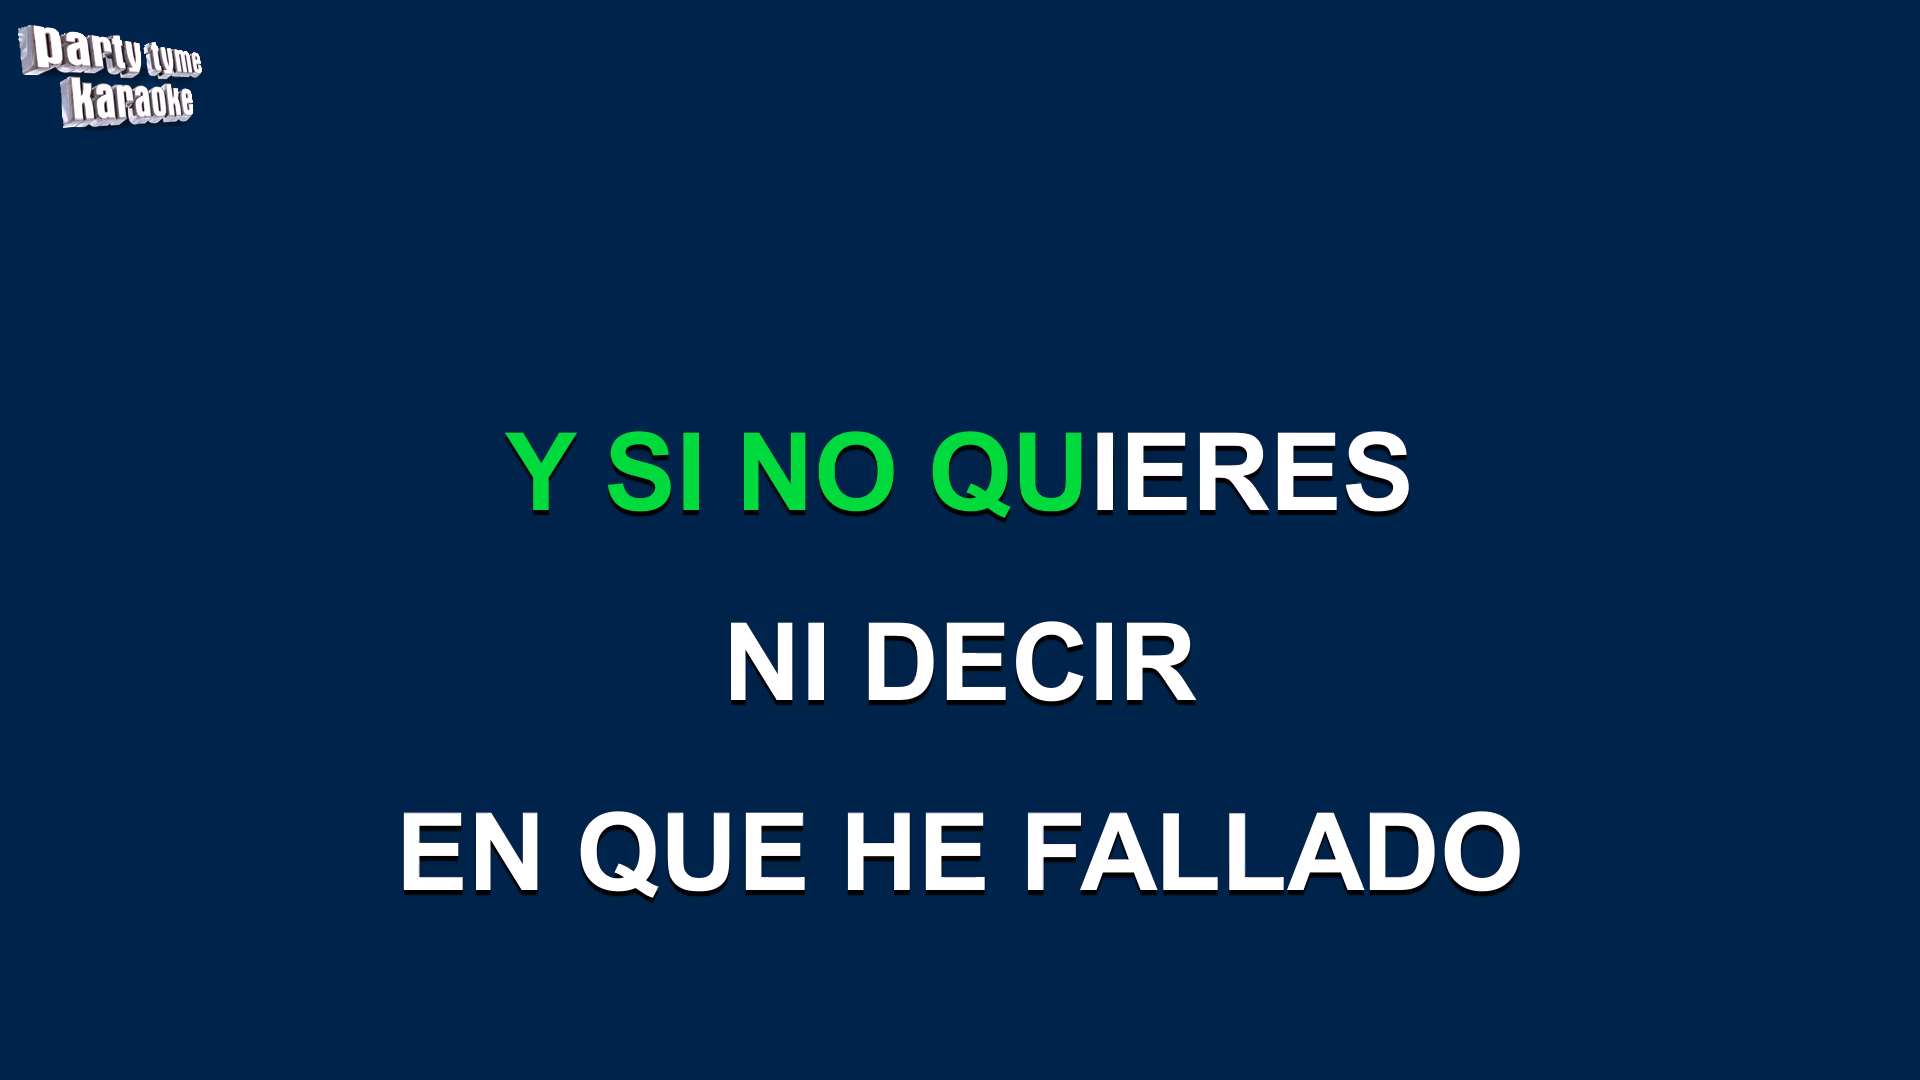 party tyme
karaoke
Y SI NO QUIERES
NI DECIR
EN QUE HE FALLADO